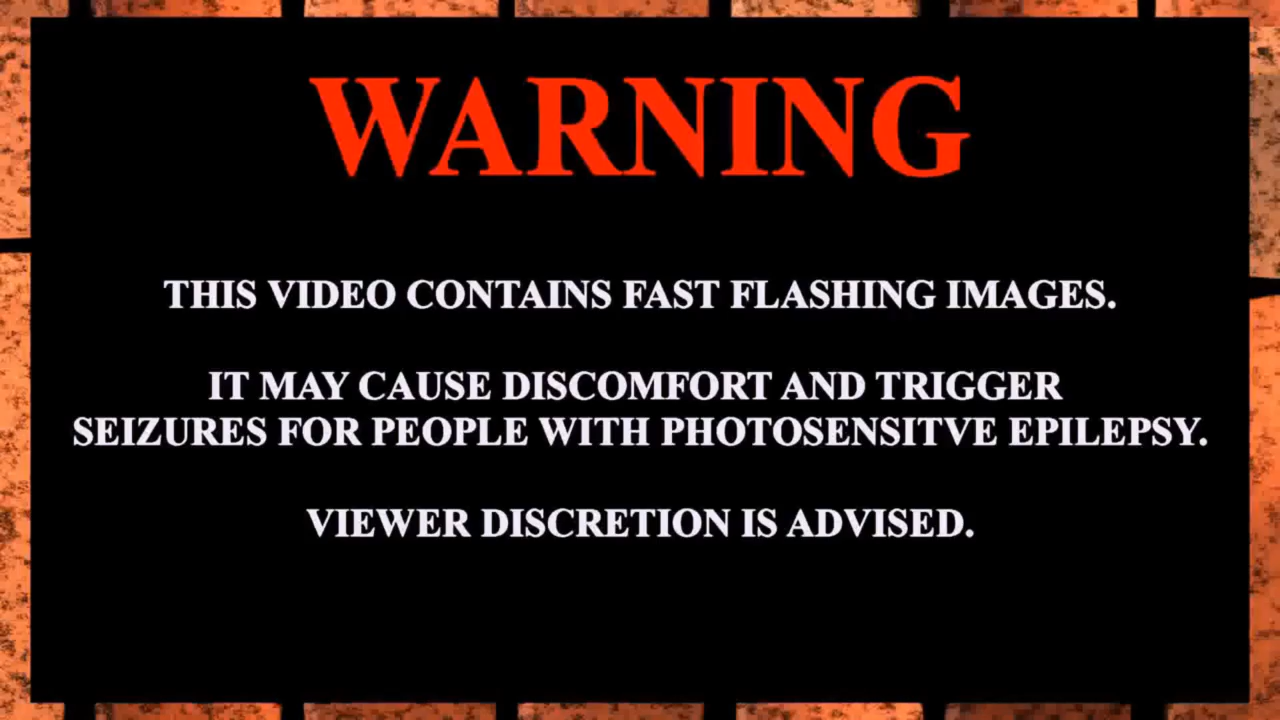 WARNING
THIS VIDEO CONTAINS FAST FLASHING IMAGES.
IT MAY CAUSE DISCOMFORT AND TRIGGER
SEIZURES FOR PEOPLE WITH PHOTOSENSITVE EPILEPSY.
VIEWER DISCRETION IS ADVISED.